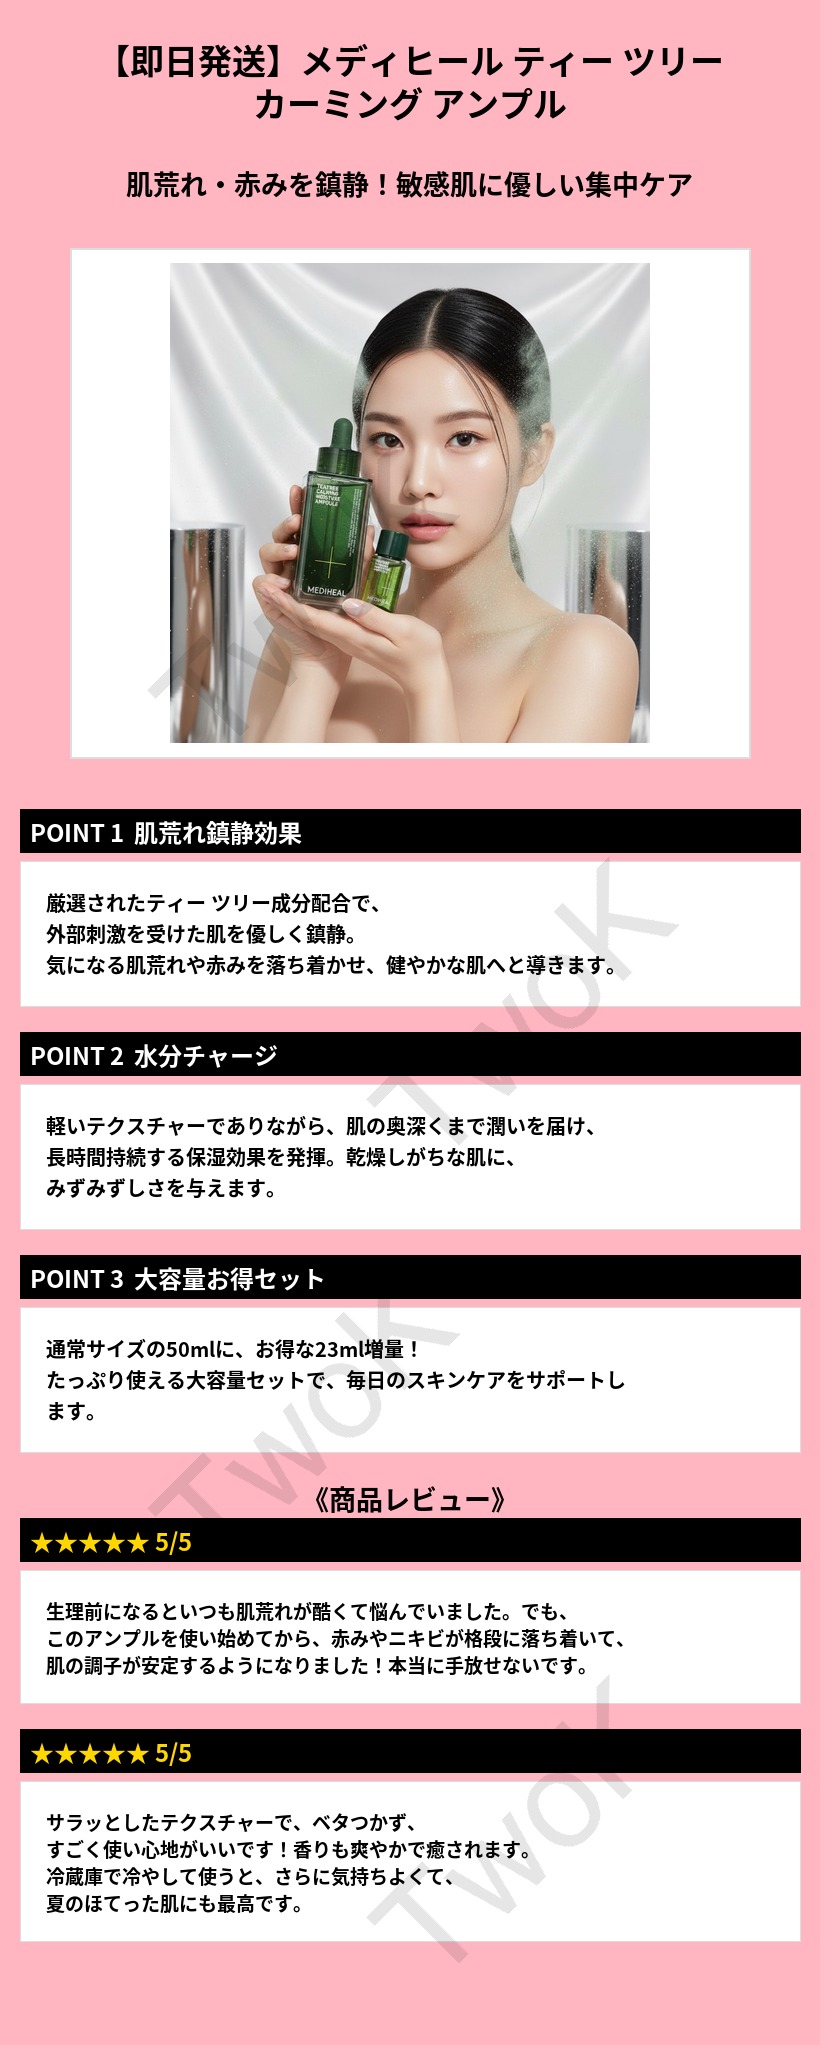 【即日発送】メディヒール ティー ツリー
カーミング アンプル
肌荒れ・赤みを鎮静！敏感肌に優しい集中ケア
TEATREE
CALMING
MOISTURE
AMPOULE
MEDIHEAL
MEDIHEAL
TwoK
POINT 1 肌荒れ鎮静効果
厳選されたティー ツリー成分配合で、
外部刺激を受けた肌を優しく鎮静。
気になる肌荒れや赤みを落ち着かせ、健やかな肌へと導きます。
TwoK
POINT 2 水分チャージ
軽いテクスチャーでありながら、肌の奥深くまで潤いを届け、
長時間持続する保湿効果を発揮。乾燥しがちな肌に、
みずみずしさを与えます。
POINT 3 大容量お得セット
通常サイズの50mlに、お得な23ml増量！
たっぷり使える大容量セットで、毎日のスキンケアをサポートし
ます。
TwoK
《商品レビュー》
★★★★★ 5/5
生理前になるといつも肌荒れが酷くて悩んでいました。でも、
このアンプルを使い始めてから、赤みやニキビが格段に落ち着いて、
肌の調子が安定するようになりました！本当に手放せないです。
★★★★★ 5/5
サラッとしたテクスチャーで、ベタつかず、
すごく使い心地がいいです！香りも爽やかで癒されます。
冷蔵庫で冷やして使うと、さらに気持ちよくて、
夏のほてった肌にも最高です。
TwoK